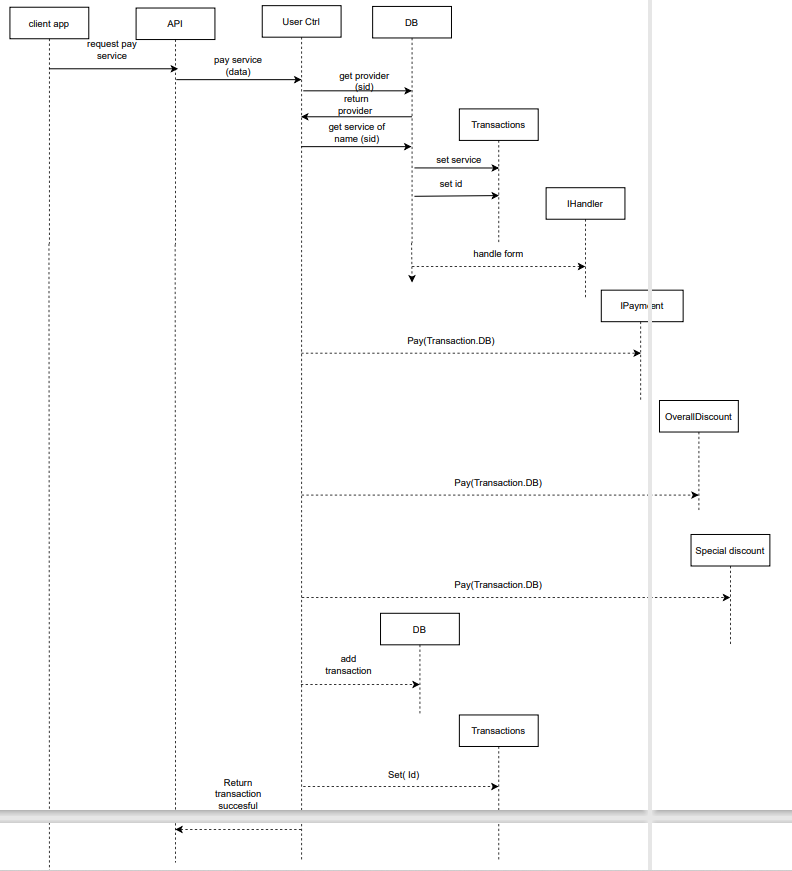 client app
API
User Ctrl
DB
request pay
service
pay service
(data)
get provider
(sid)
return
provider
get service of
name (sid)
Transactions
set service
set id
IHandler
handle form
IPayment
Pay(Transaction.DB)
OverallDiscount
Pay(Transaction.DB)
Special discount
Pay(Transaction.DB)
DB
add
transaction
Transactions
Set( Id)
Return
transaction
succesful